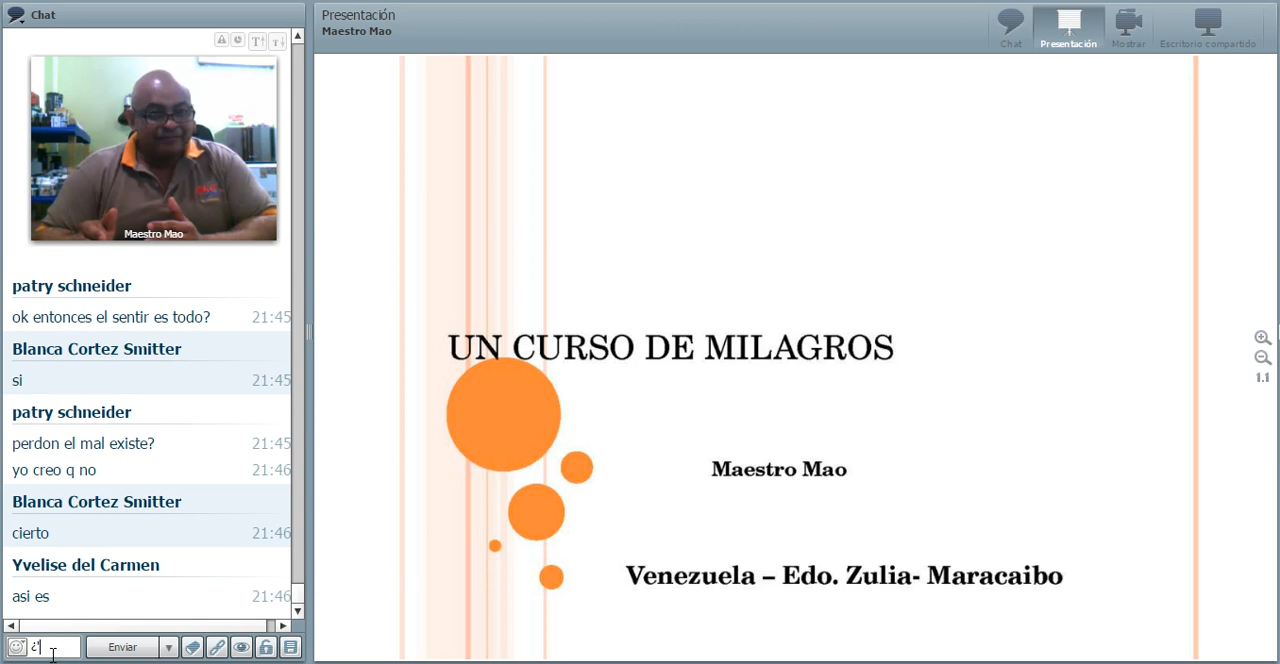 Chat
Maestro Mao
patry schneider
ok entonces el sentir es todo? 21:45
Blanca Cortez Smitter
si 21:45
patry schneider
perdon el mal existe? 21:45
yo creo q no 21:46
Blanca Cortez Smitter
cierto 21:46
Yvelise del Carmen
asi es 21:46
Enviar
Presentación
Maestro Mao
Chat
Presentación
Mostrar
Escritorio compartido
UN CURSO DE MILAGROS
Maestro Mao
Venezuela – Edo. Zulia- Maracaibo
1.1